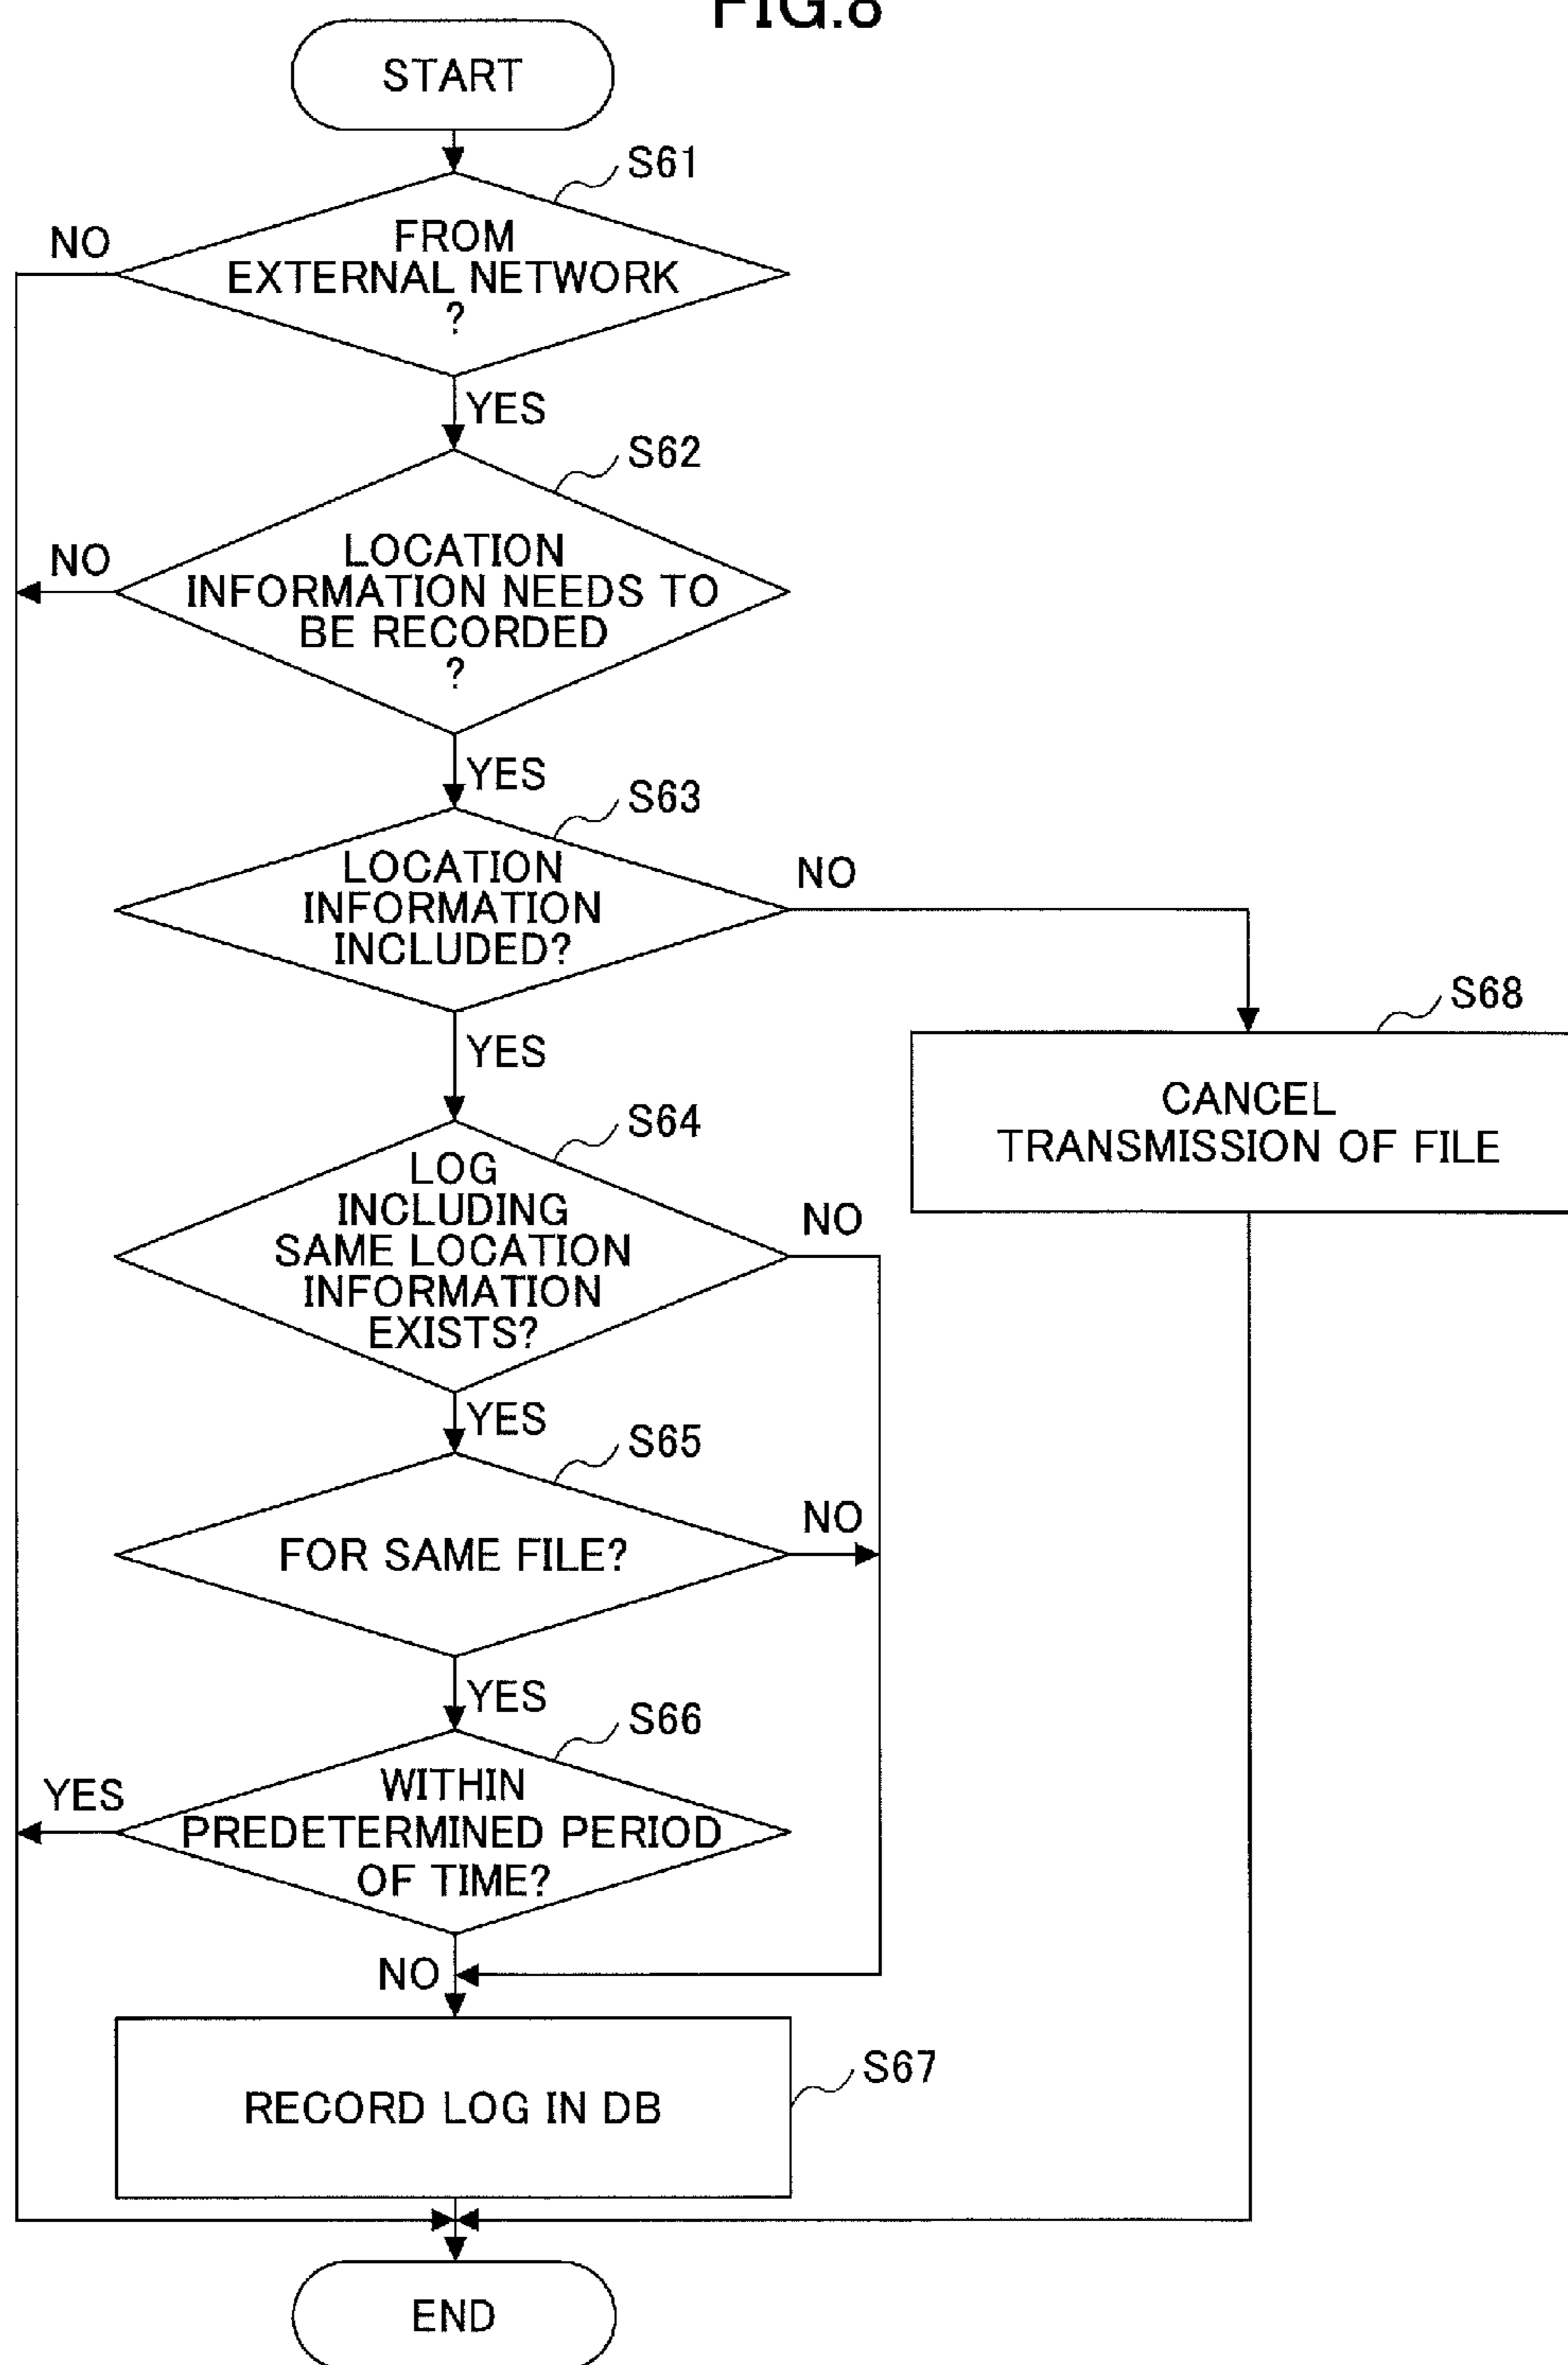 FIG.8
START
S61
NO
FROM
EXTERNAL NETWORK
?
YES
S62
NO
LOCATION
INFORMATION NEEDS TO
BE RECORDED
?
YES
S63
LOCATION
INFORMATION
INCLUDED?
NO
S68
YES
CANCEL
TRANSMISSION OF FILE
S64
LOG
INCLUDING
SAME LOCATION
INFORMATION
EXISTS?
NO
YES
S65
FOR SAME FILE?
NO
YES
S66
YES
WITHIN
PREDETERMINED PERIOD
OF TIME?
NO
S67
RECORD LOG IN DB
END